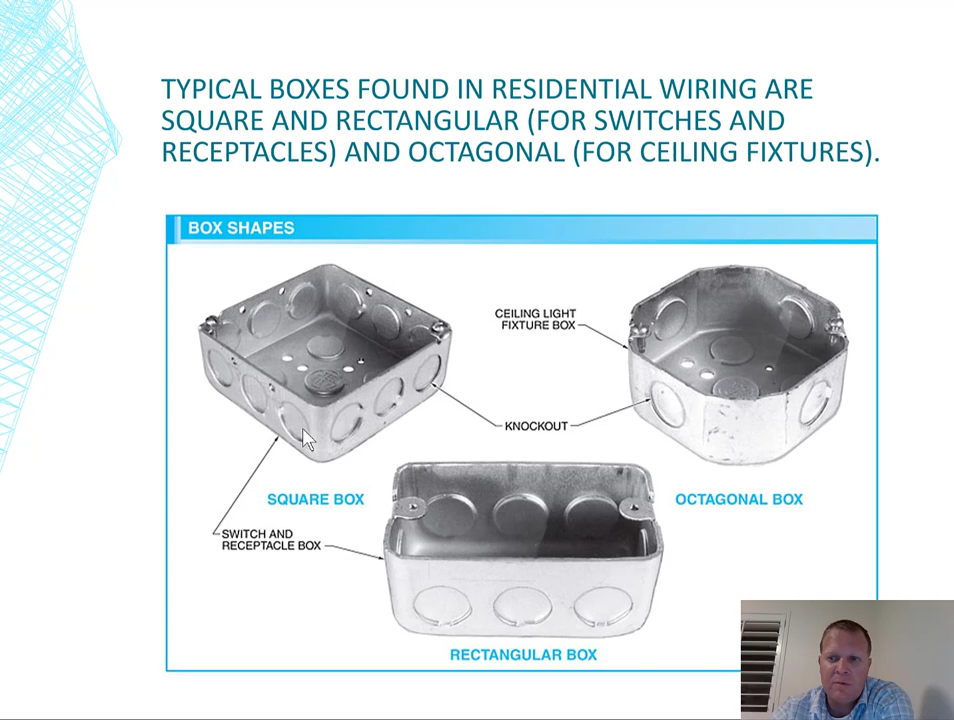 TYPICAL BOXES FOUND IN RESIDENTIAL WIRING ARE
SQUARE AND RECTANGULAR (FOR SWITCHES AND
RECEPTACLES) AND OCTAGONAL (FOR CEILING FIXTURES).
BOX SHAPES
CEILING LIGHT
FIXTURE BOX
KNOCKOUT
SQUARE BOX
OCTAGONAL BOX
SWITCH AND
RECEPTACLE BOX
RECTANGULAR BOX